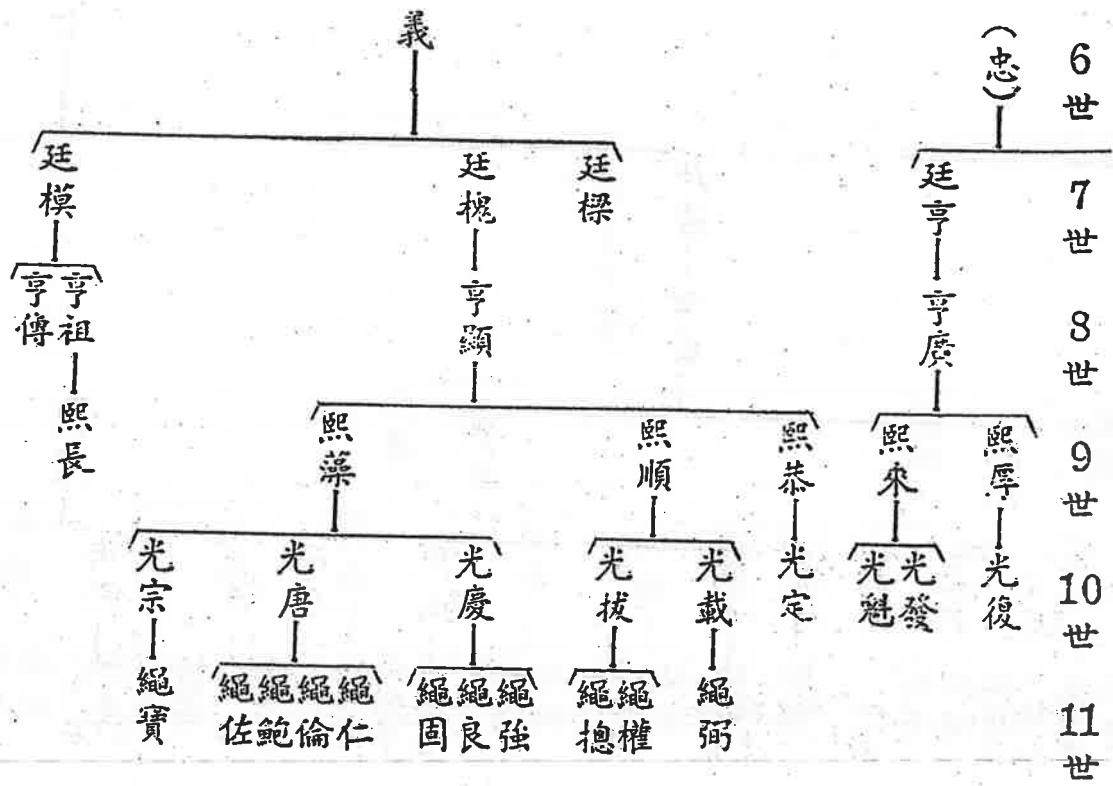 6世
7世
8世
9世
10世
11世
(忠)
廷亨
亨廣
熙厚
光復
熙來
光發
光魁
義
廷樑
廷槐
亨顯
熙恭
光定
熙順
光載
繩弼
光拔
繩權
繩摠
熙藻
光慶
繩強
繩良
繩固
光唐
繩仁
繩倫
繩鮑
繩佐
光宗
繩寶
廷模
亨祖
熙長
亨傳